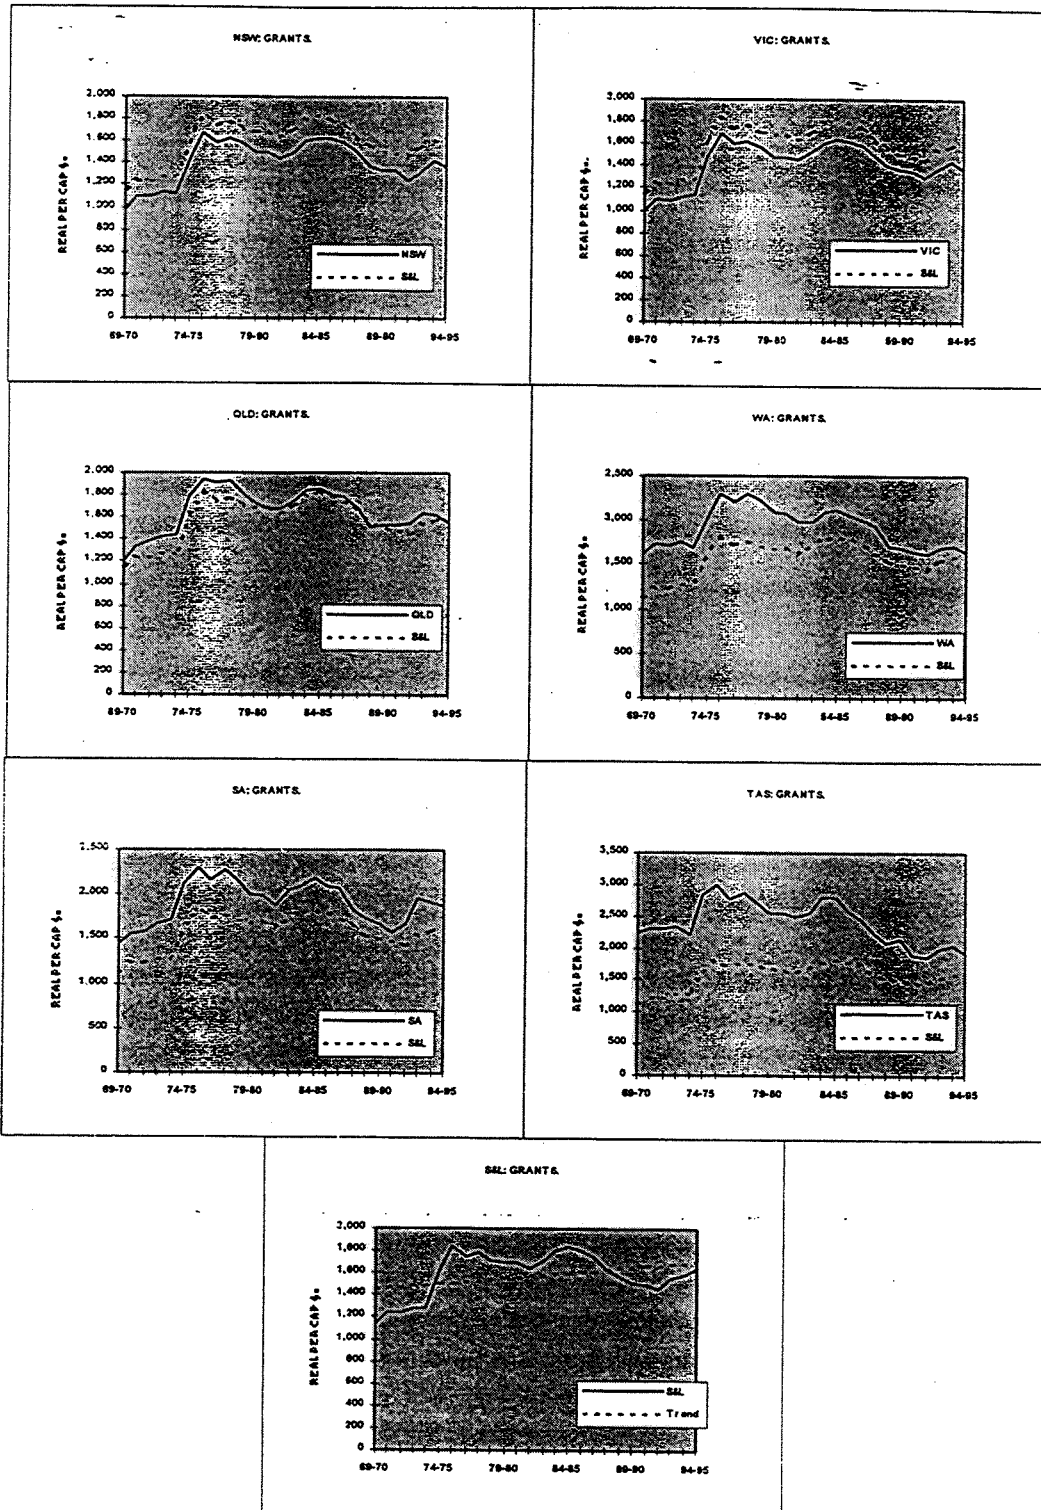 NSW: GRANTS.
REAL PER CAP $.
2,000
1,800
1,600
1,400
1,200
1,000
800
600
400
200
0
NSW
S&L
69-70 74-75 79-80 84-85 89-90 94-95
VIC: GRANTS.
REAL PER CAP $.
2,000
1,800
1,600
1,400
1,200
1,000
800
600
400
200
0
VIC
S&L
69-70 74-75 79-80 84-85 89-90 94-95
QLD: GRANTS.
REAL PER CAP $.
2,000
1,800
1,600
1,400
1,200
1,000
800
600
400
200
0
QLD
S&L
69-70 74-75 79-80 84-85 89-90 94-95
WA: GRANTS.
REAL PER CAP $.
2,500
2,000
1,500
1,000
500
0
WA
S&L
69-70 74-75 79-80 84-85 89-90 94-95
SA: GRANTS.
REAL PER CAP $.
2,500
2,000
1,500
1,000
500
0
SA
S&L
69-70 74-75 79-80 84-85 89-90 94-95
TAS: GRANTS.
REAL PER CAP $.
3,500
3,000
2,500
2,000
1,500
1,000
500
0
TAS
S&L
69-70 74-75 79-80 84-85 89-90 94-95
S&L: GRANTS.
REAL PER CAP $.
2,000
1,800
1,600
1,400
1,200
1,000
800
600
400
200
0
S&L
Trend
69-70 74-75 79-80 84-85 89-90 94-95